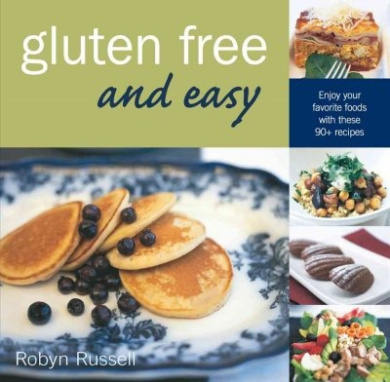 gluten free
and easy
Enjoy your
favorite foods
with these
90+ recipes
Robyn Russell